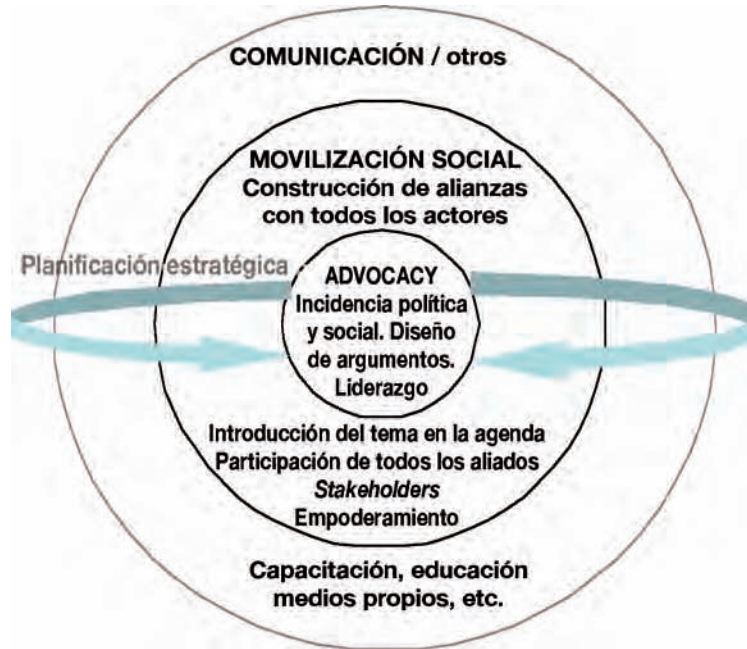 COMUNICACIÓN / otros
MOVILIZACIÓN SOCIAL
Construcción de alianzas
con todos los actores
Planificación estratégica
ADVOCACY
Incidencia política
y social. Diseño
de argumentos.
Liderazgo
Introducción del tema en la agenda
Participación de todos los aliados
Stakeholders
Empoderamiento
Capacitación, educación
medios propios, etc.